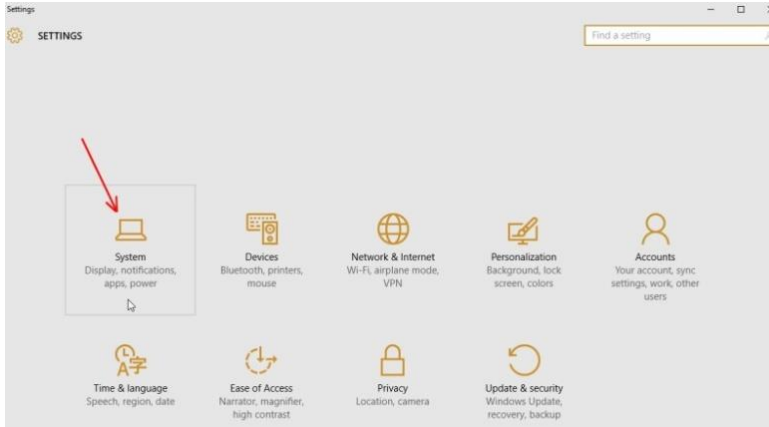 Settings
SETTINGS
Find a setting
System
Display, notifications,
apps, power
Devices
Bluetooth, printers,
mouse
Network & Internet
Wi-Fi, airplane mode,
VPN
Personalization
Background, lock
screen, colors
Accounts
Your account, sync
settings, work, other
users
Time & language
Speech, region, date
Ease of Access
Narrator, magnifier,
high contrast
Privacy
Location, camera
Update & security
Windows Update,
recovery, backup